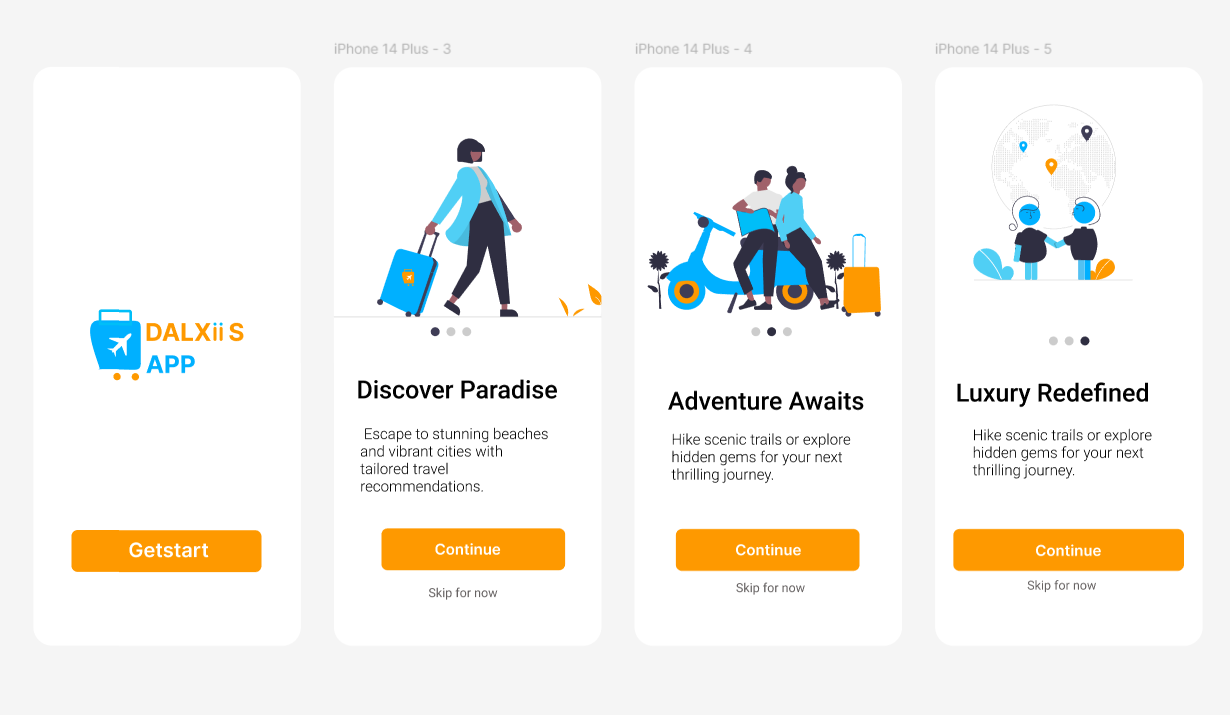 iPhone 14 Plus - 3
iPhone 14 Plus - 4
iPhone 14 Plus - 5
DALXii S
APP
Getstart
Discover Paradise
Escape to stunning beaches
and vibrant cities with
tailored travel
recommendations.
Continue
Skip for now
Adventure Awaits
Hike scenic trails or explore
hidden gems for your next
thrilling journey.
Continue
Skip for now
Luxury Redefined
Hike scenic trails or explore
hidden gems for your next
thrilling journey.
Continue
Skip for now